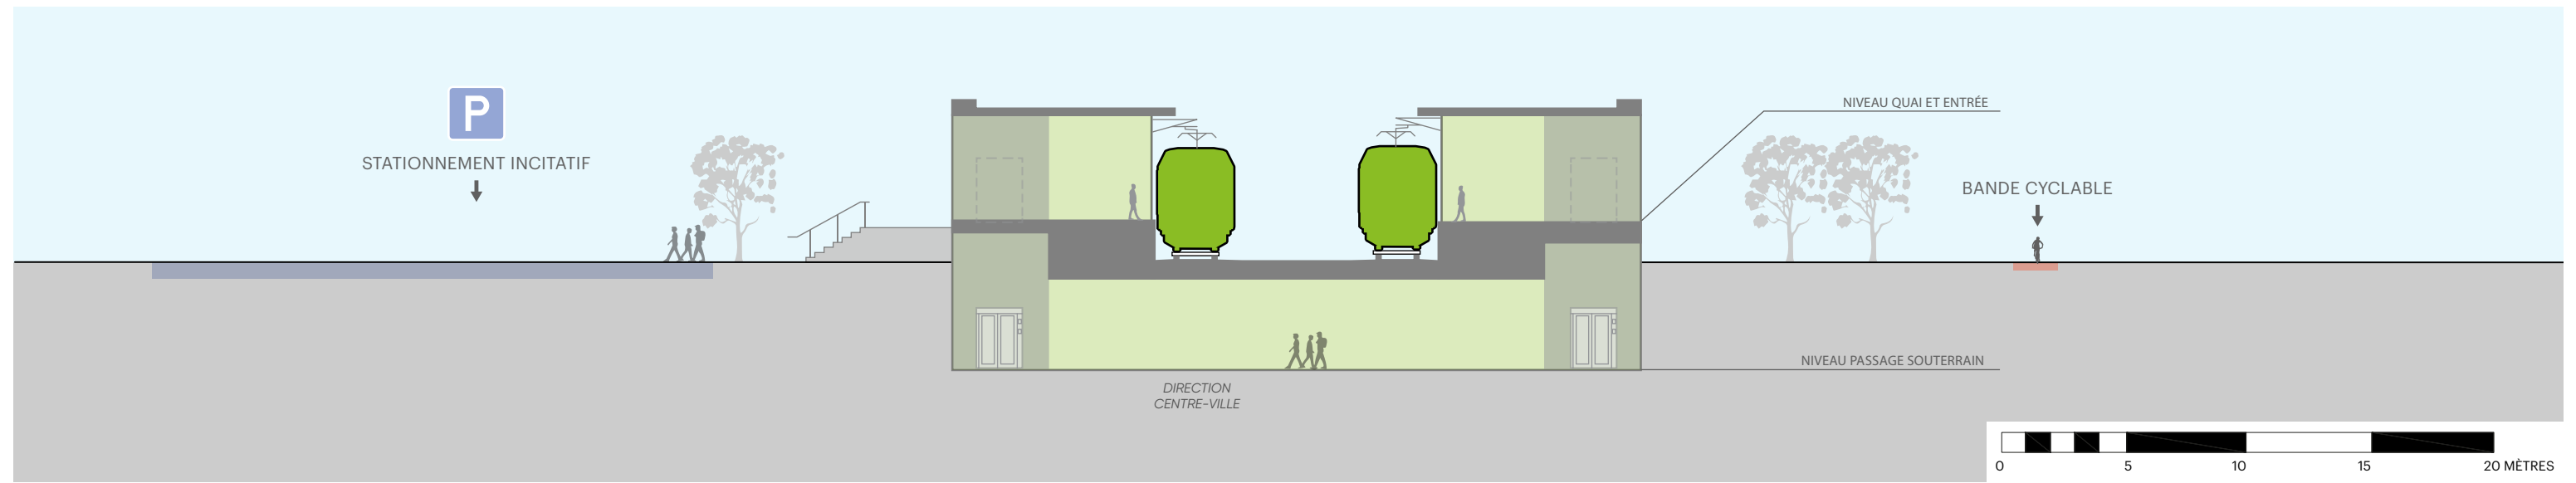 P
STATIONNEMENT INCITATIF
NIVEAU QUAI ET ENTRÉE
BANDE CYCLABLE
NIVEAU PASSAGE SOUTERRAIN
DIRECTION
CENTRE-VILLE
0 5 10 15 20 MÈTRES